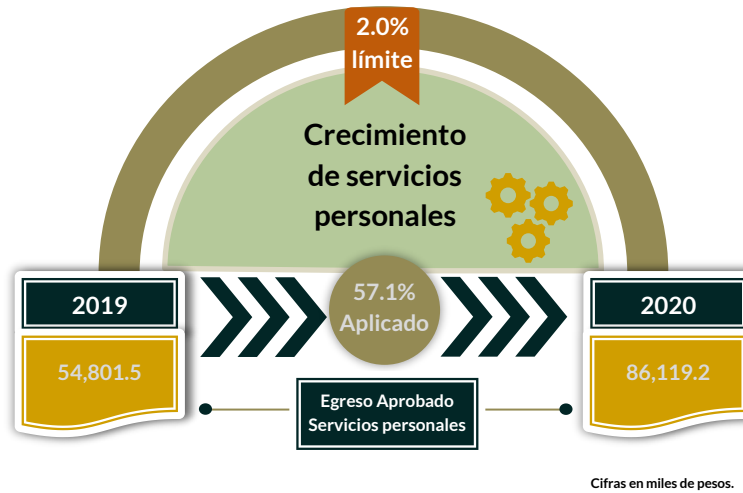 2.0%
límite
Crecimiento
de servicios
personales
2019
57.1%
Aplicado
2020
54,801.5
86,119.2
Egreso Aprobado
Servicios personales
Cifras en miles de pesos.